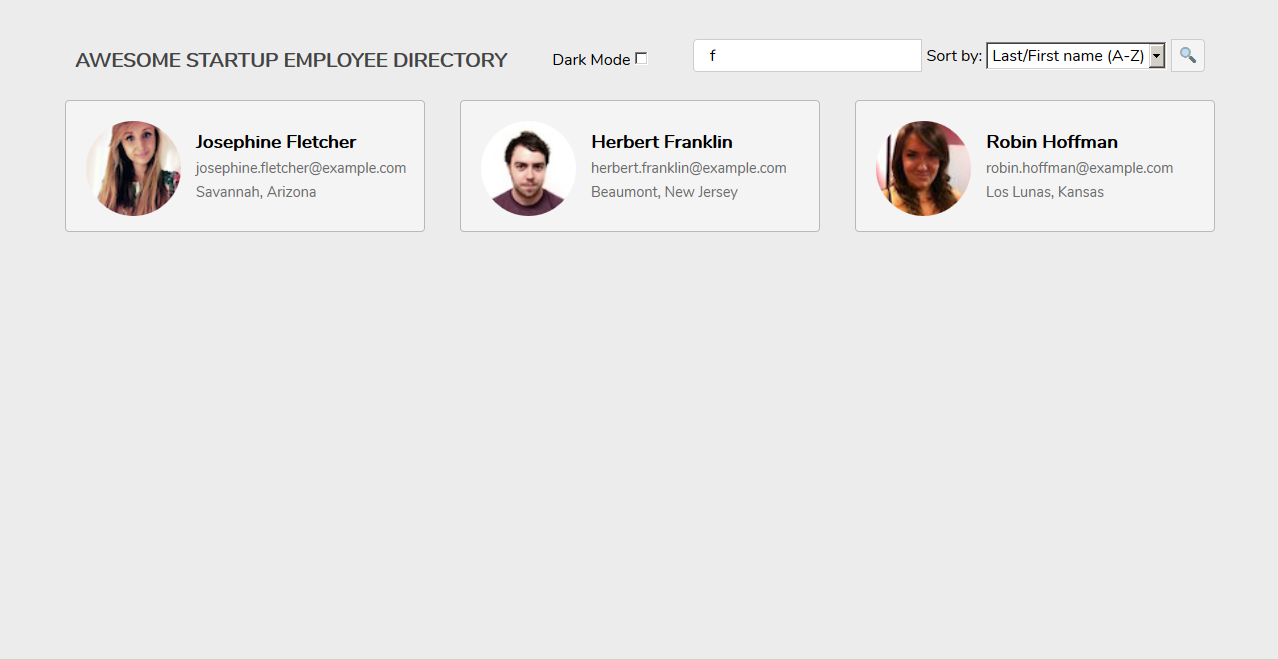 AWESOME STARTUP EMPLOYEE DIRECTORY
Dark Mode
f
Sort by: Last/First name (A-Z)
Josephine Fletcher
josephine.fletcher@example.com
Savannah, Arizona
Herbert Franklin
herbert.franklin@example.com
Beaumont, New Jersey
Robin Hoffman
robin.hoffman@example.com
Los Lunas, Kansas